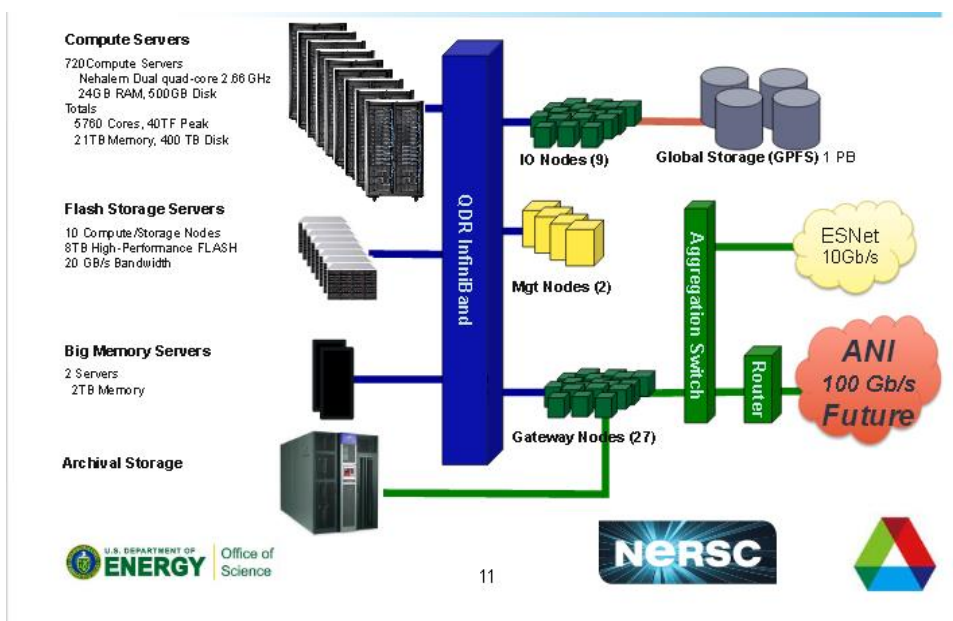 Compute Servers
720Compute Servers
Nehalem Dual quad-core 2.66 GHz
24GB RAM, 500GB Disk
Totals
5760 Cores, 40TF Peak
21TB Memory, 400 TB Disk
IO Nodes (9)
Global Storage (GPFS) 1 PB
Flash Storage Servers
10 Compute/Storage Nodes
8TB High-Performance FLASH
20 GB/s Bandwidth
QDR InfiniBand
Mgt Nodes (2)
Aggregation Switch
ESNet
10Gb/s
Big Memory Servers
2 Servers
2TB Memory
Gateway Nodes (27)
Router
ANI
100 Gb/s
Future
Archival Storage
U.S. DEPARTMENT OF
ENERGY
Office of
Science
11
NERSC